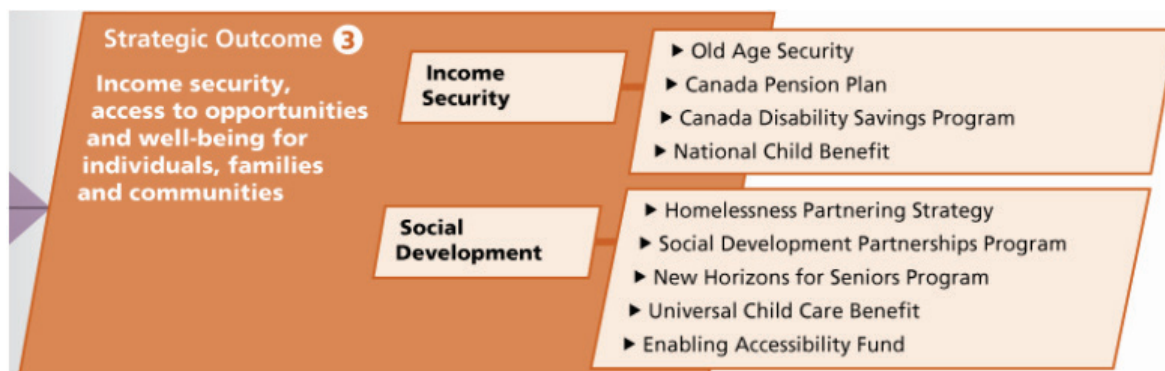 Strategic Outcome 3
Income security,
access to opportunities
and well-being for
individuals, families
and communities
Income
Security
▶ Old Age Security
▶ Canada Pension Plan
▶ Canada Disability Savings Program
▶ National Child Benefit
Social
Development
▶ Homelessness Partnering Strategy
▶ Social Development Partnerships Program
▶ New Horizons for Seniors Program
▶ Universal Child Care Benefit
▶ Enabling Accessibility Fund